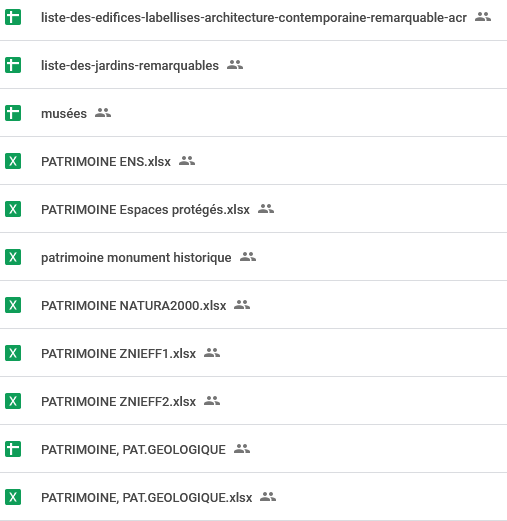 liste-des-edifices-labellises-architecture-contemporaine-remarquable-acr
liste-des-jardins-remarquables
musées
PATRIMOINE ENS.xlsx
PATRIMOINE Espaces protégés.xlsx
patrimoine monument historique
PATRIMOINE NATURA2000.xlsx
PATRIMOINE ZNIEFF1.xlsx
PATRIMOINE ZNIEFF2.xlsx
PATRIMOINE, PAT.GEOLOGIQUE
PATRIMOINE, PAT.GEOLOGIQUE.xlsx